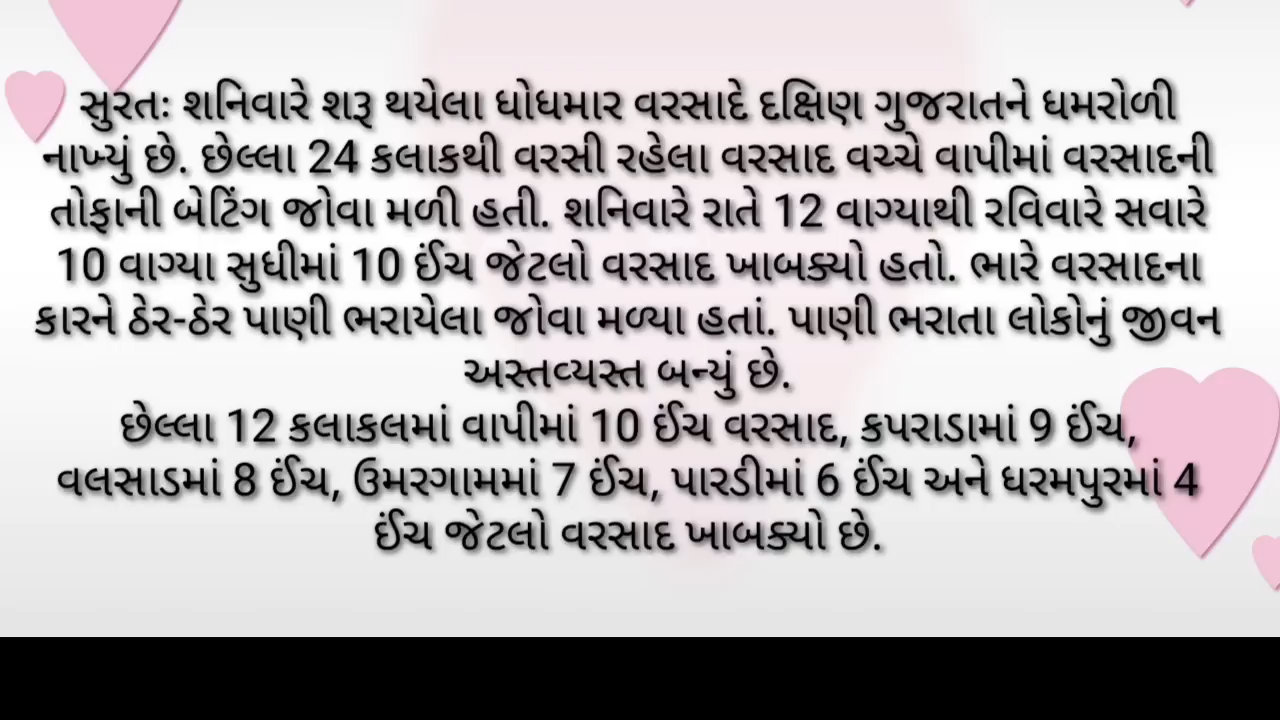 સુરતઃ શનિવારે શરૂ થયેલા ધોધમાર વરસાદે દક્ષિણ ગુજરાતને ધમરોળી
નાખ્યું છે. છેલ્લા 24 કલાકથી વરસી રહેલા વરસાદ વચ્ચે વાપીમાં વરસાદની
તોફાની બેટિંગ જોવા મળી હતી. શનિવારે રાતે 12 વાગ્યાથી રવિવારે સવારે
10 વાગ્યા સુધીમાં 10 ઈંચ જેટલો વરસાદ ખાબક્યો હતો. ભારે વરસાદના
કારને ઠેર-ઠેર પાણી ભરાયેલા જોવા મળ્યા હતાં. પાણી ભરાતા લોકોનું જીવન
અસ્તવ્યસ્ત બન્યું છે.
છેલ્લા 12 કલાકલમાં વાપીમાં 10 ઈંચ વરસાદ, કપરાડામાં 9 ઈંચ,
વલસાડમાં 8 ઈંચ, ઉમરગામમાં 7 ઈંચ, પારડીમાં 6 ઈંચ અને ધરમપુરમાં 4
ઈંચ જેટલો વરસાદ ખાબક્યો છે.